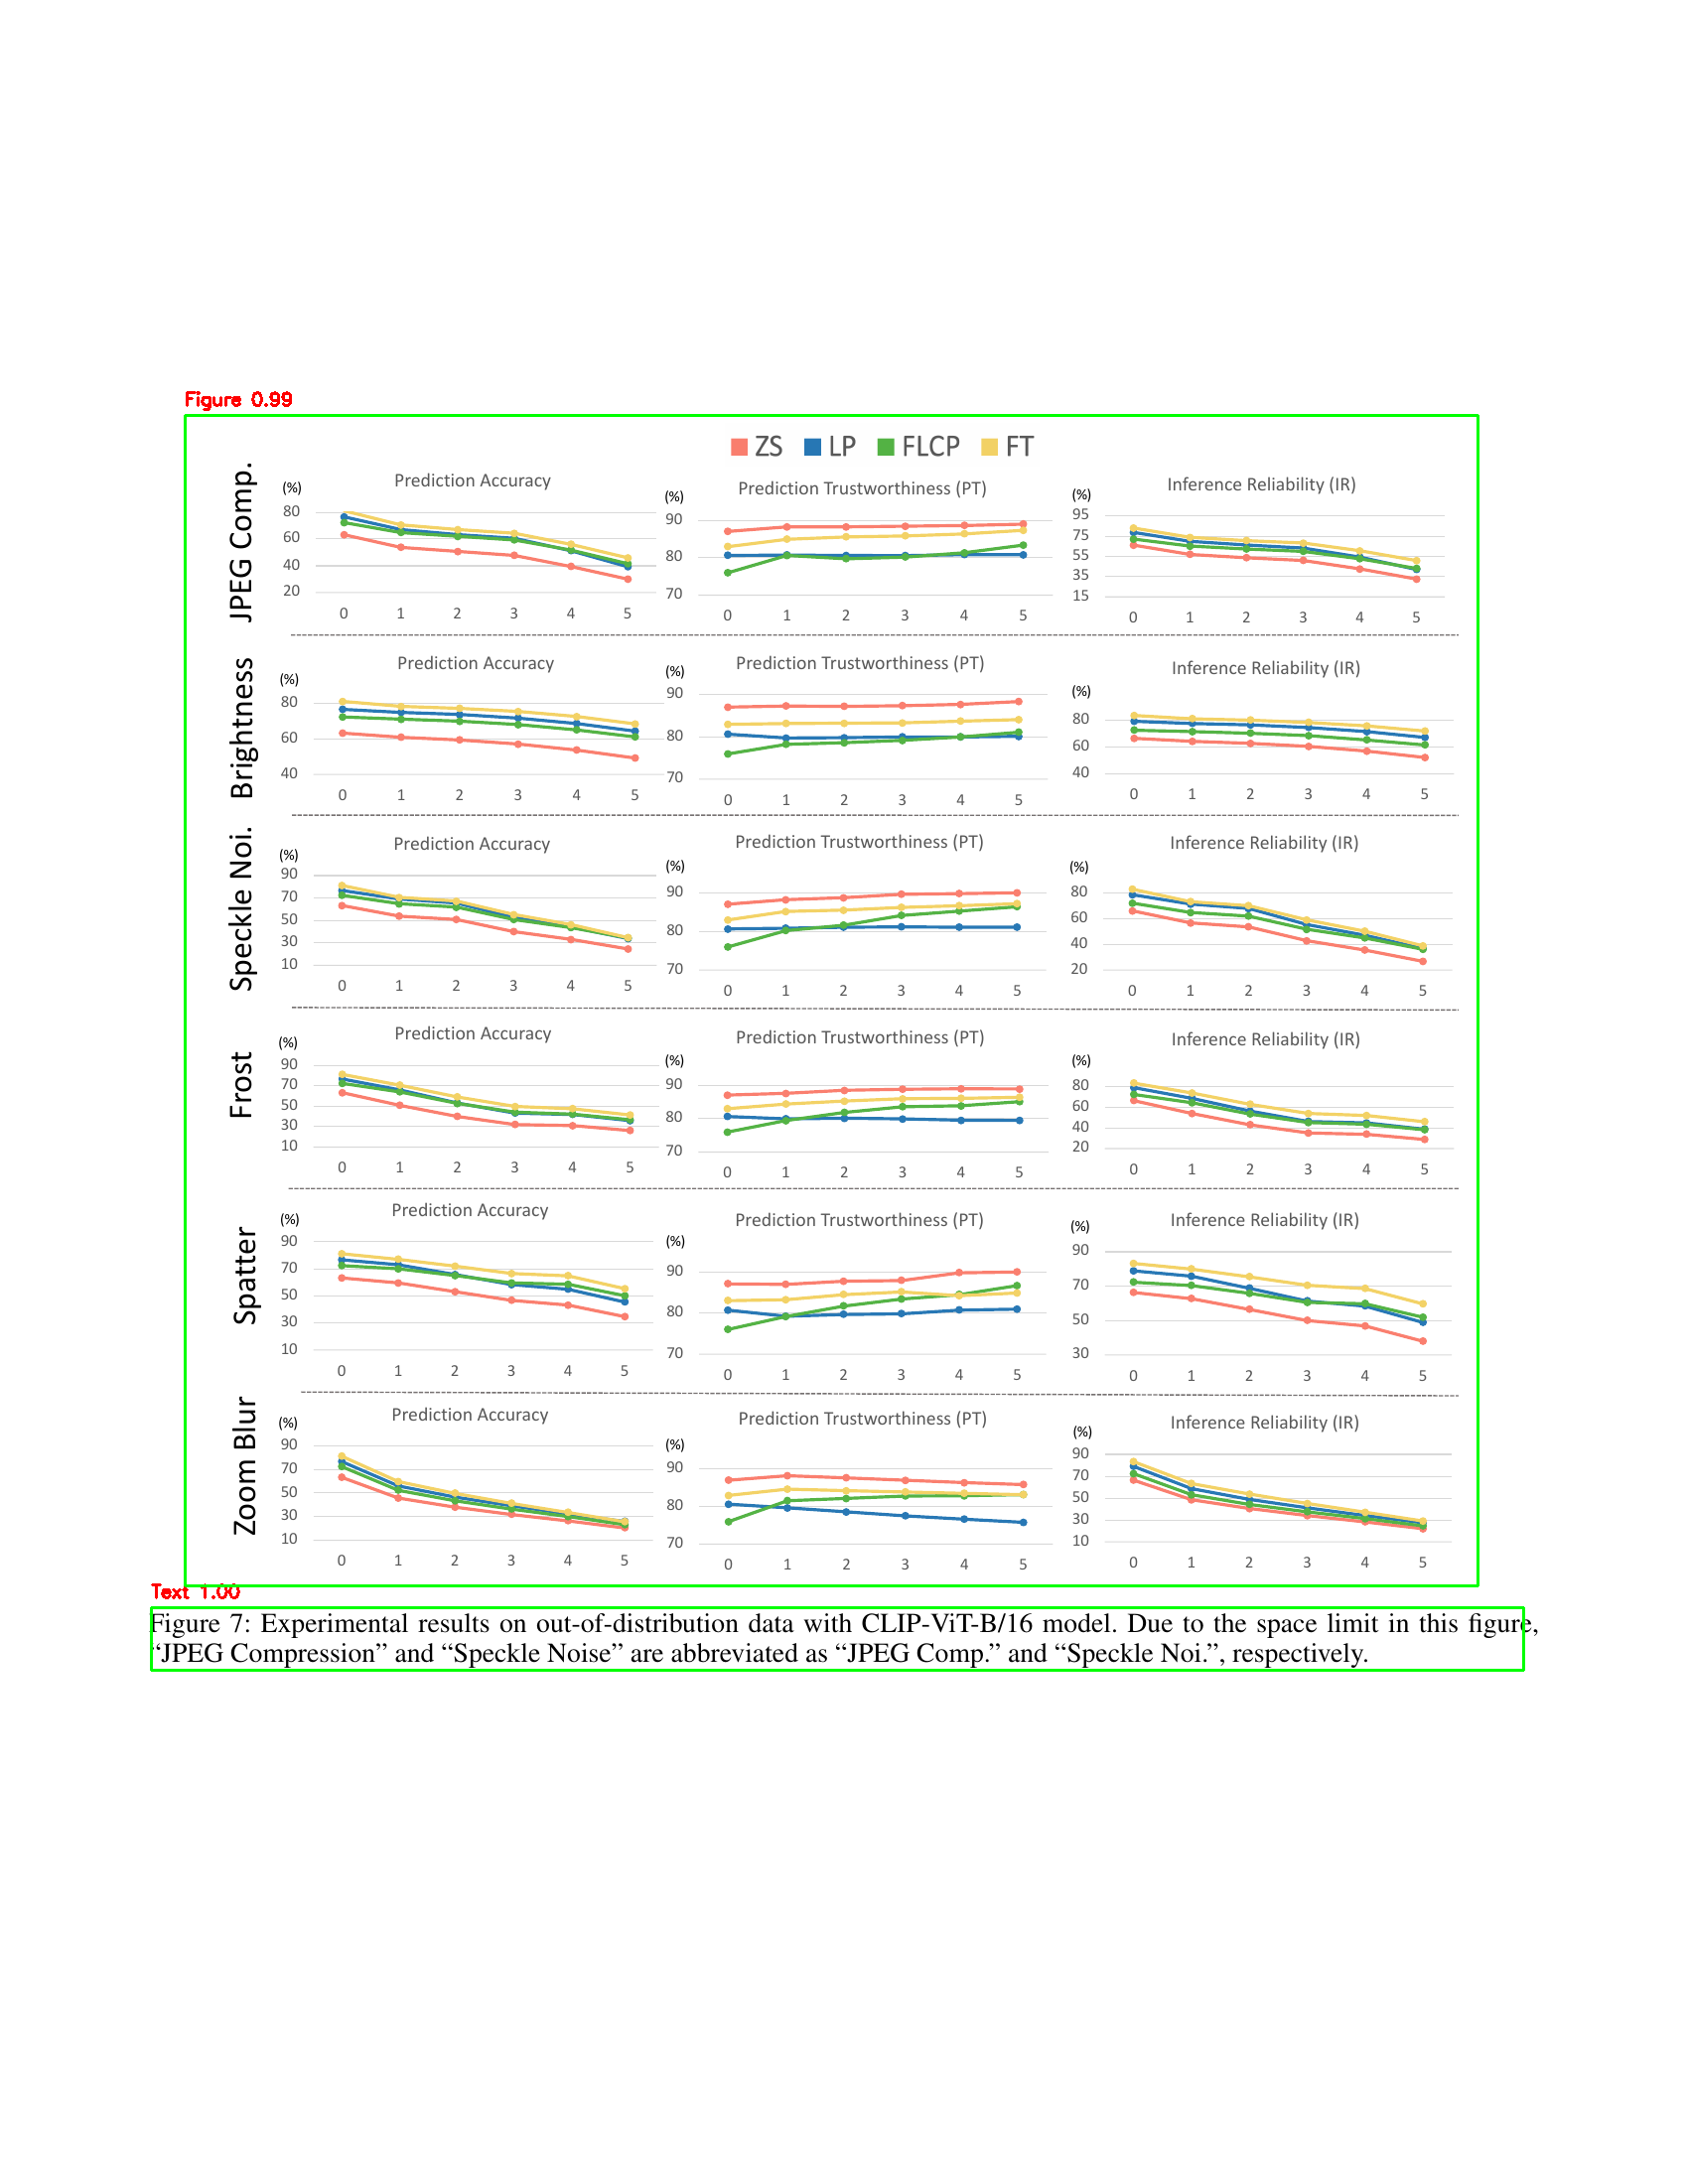 Figure 0.99
ZS LP FLCP FT
JPEG Comp.
Prediction Accuracy
(%)
80
60
40
20
0 1 2 3 4 5
Prediction Trustworthiness (PT)
(%)
90
80
70
0 1 2 3 4 5
Inference Reliability (IR)
(%)
95
75
55
35
15
0 1 2 3 4 5
Brightness
Prediction Accuracy
(%)
80
60
40
0 1 2 3 4 5
Prediction Trustworthiness (PT)
(%)
90
80
70
0 1 2 3 4 5
Inference Reliability (IR)
(%)
80
60
40
0 1 2 3 4 5
Speckle Noi.
Prediction Accuracy
(%)
90
70
50
30
10
0 1 2 3 4 5
Prediction Trustworthiness (PT)
(%)
90
80
70
0 1 2 3 4 5
Inference Reliability (IR)
(%)
80
60
40
20
0 1 2 3 4 5
Frost
Prediction Accuracy
(%)
90
70
50
30
10
0 1 2 3 4 5
Prediction Trustworthiness (PT)
(%)
90
80
70
0 1 2 3 4 5
Inference Reliability (IR)
(%)
80
60
40
20
0 1 2 3 4 5
Spatter
Prediction Accuracy
(%)
90
70
50
30
10
0 1 2 3 4 5
Prediction Trustworthiness (PT)
(%)
90
80
70
0 1 2 3 4 5
Inference Reliability (IR)
(%)
90
70
50
30
0 1 2 3 4 5
Zoom Blur
Prediction Accuracy
(%)
90
70
50
30
10
0 1 2 3 4 5
Prediction Trustworthiness (PT)
(%)
90
80
70
0 1 2 3 4 5
Inference Reliability (IR)
(%)
90
70
50
30
10
0 1 2 3 4 5
Text 1.00
Figure 7: Experimental results on out-of-distribution data with CLIP-ViT-B/16 model. Due to the space limit in this figure,
“JPEG Compression” and “Speckle Noise” are abbreviated as “JPEG Comp.” and “Speckle Noi.”, respectively.